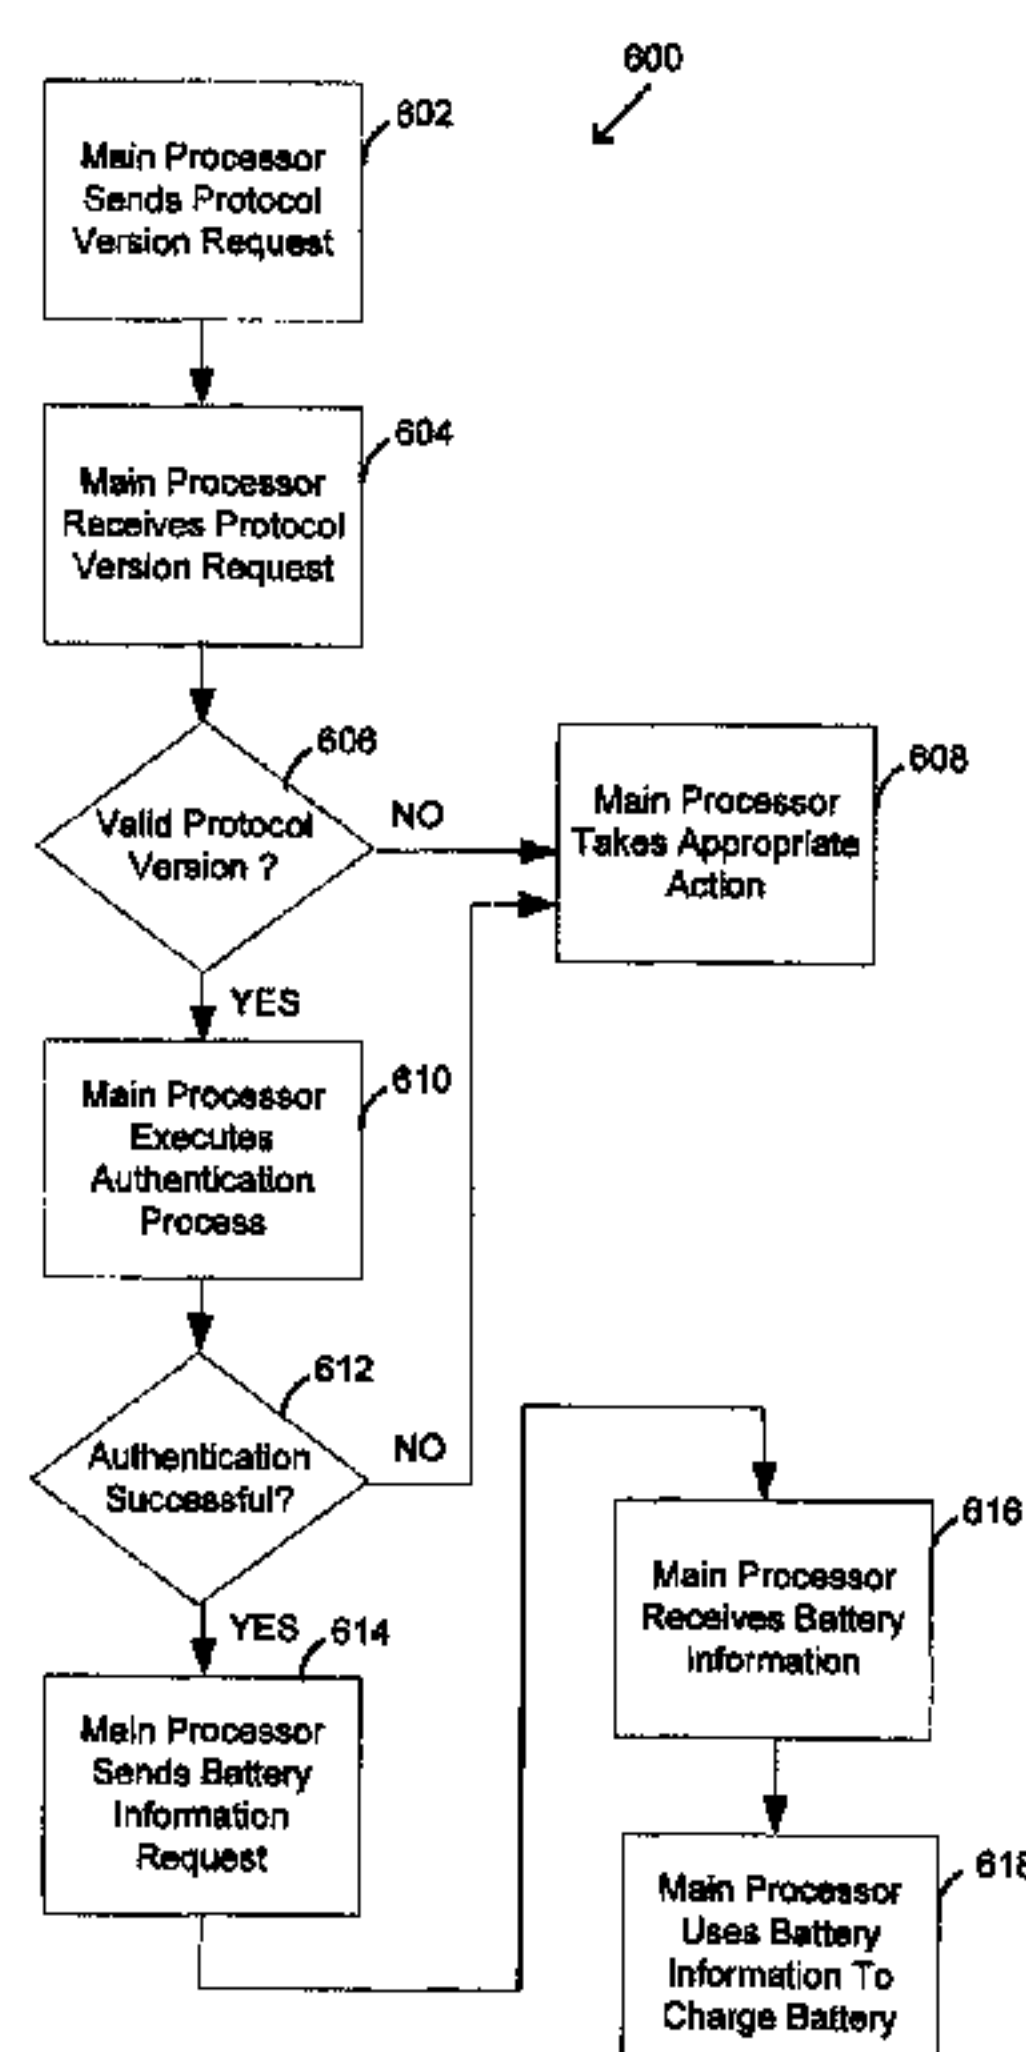 600
602
Main Processor
Sends Protocol
Version Request
604
Main Processor
Receives Protocol
Version Request
606
Valid Protocol
Version ?
NO
608
Main Processor
Takes Appropriate
Action
YES
610
Main Processor
Executes
Authentication
Process
612
Authentication
Successful?
NO
YES
614
Main Processor
Sends Battery
Information
Request
616
Main Processor
Receives Battery
Information
618
Main Processor
Uses Battery
Information To
Charge Battery